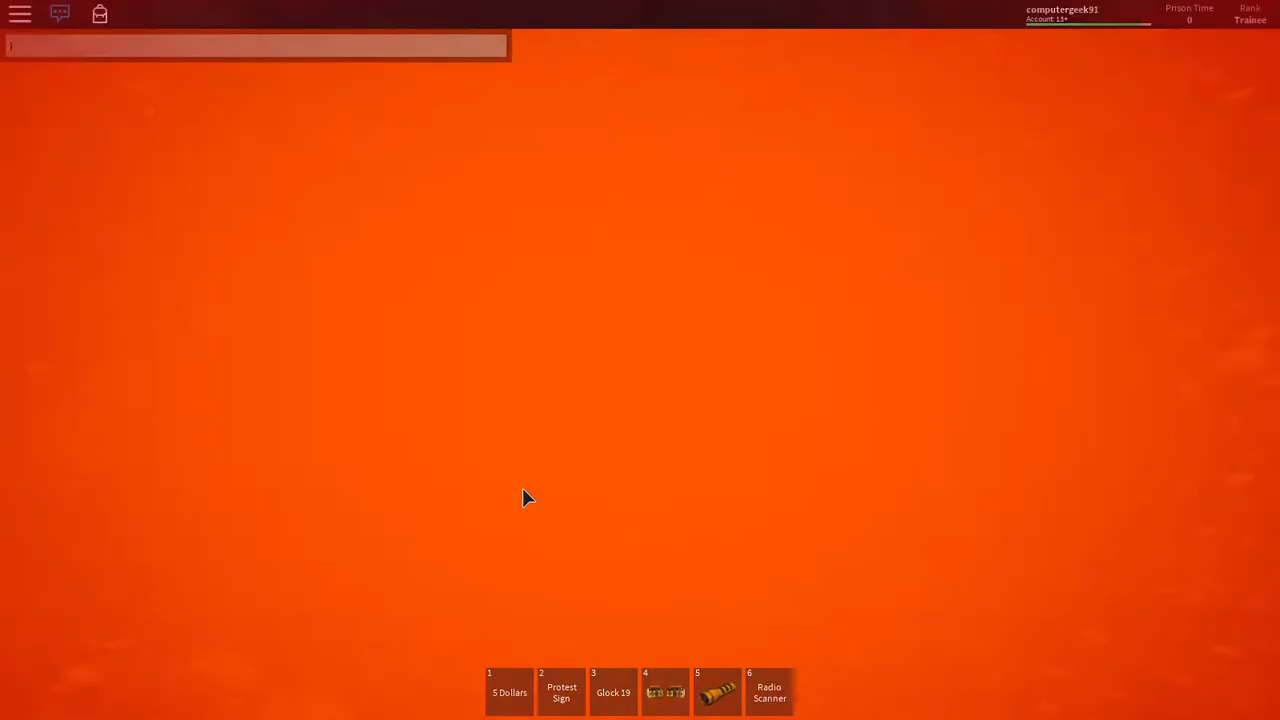 computergeek91
Account: 13+
Prison Time
0
Rank
Trainee
i
1
5 Dollars
2
Protest
Sign
3
Glock 19
4
5
6
Radio
Scanner